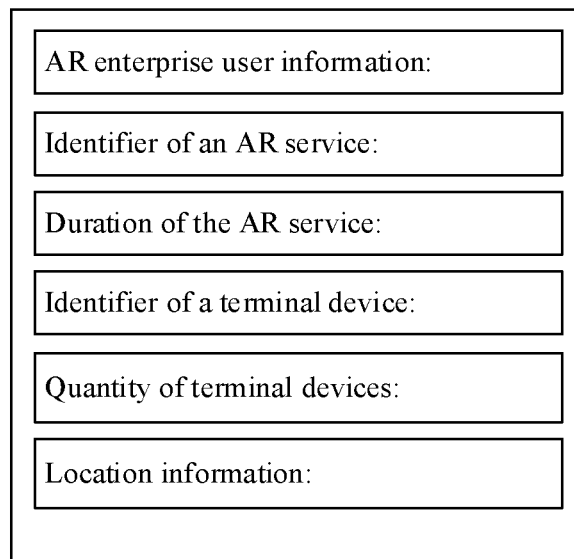 AR enterprise user information:
Identifier of an AR service:
Duration of the AR service:
Identifier of a terminal device:
Quantity of terminal devices:
Location information: